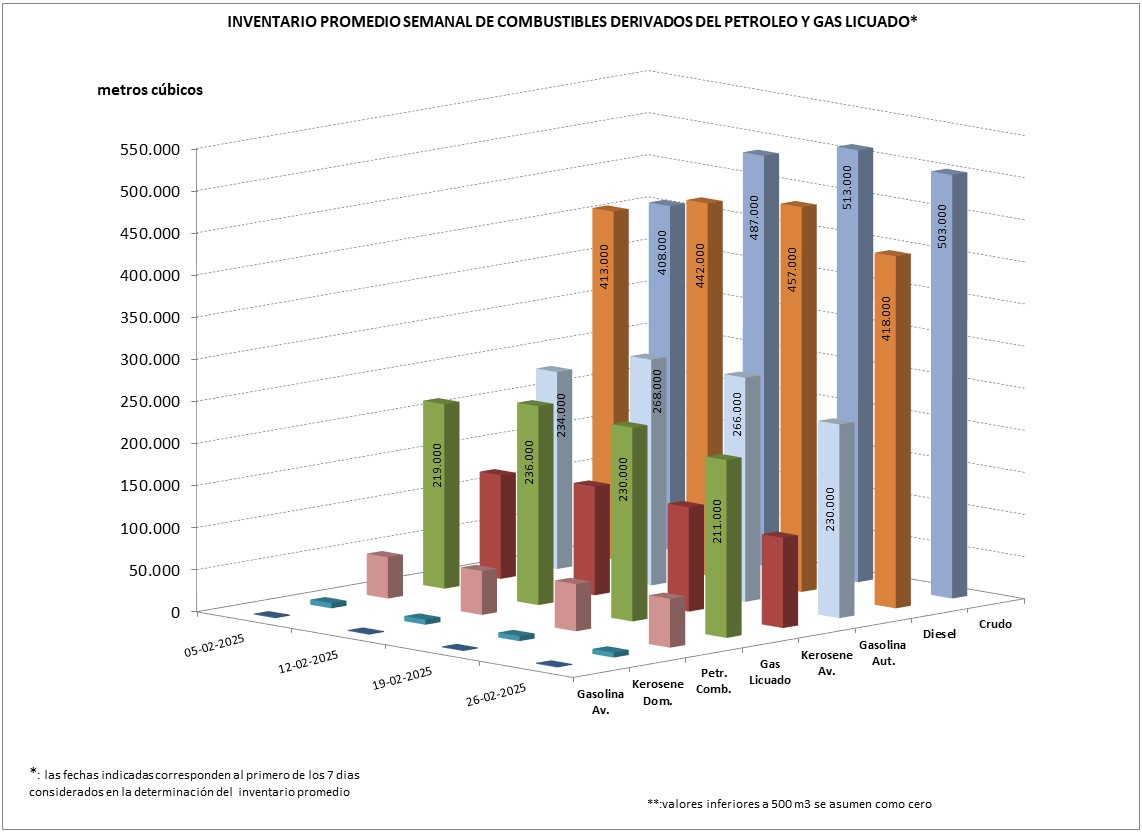 INVENTARIO PROMEDIO SEMANAL DE COMBUSTIBLES DERIVADOS DEL PETROLEO Y GAS LICUADO*
metros cúbicos
550.000
500.000
450.000
400.000
350.000
300.000
250.000
200.000
150.000
100.000
50.000
0
413.000
408.000
442.000
487.000
457.000
513.000
418.000
503.000
234.000
268.000
266.000
230.000
219.000
236.000
230.000
211.000
05-02-2025
12-02-2025
19-02-2025
26-02-2025
Gasolina
Av.
Kerosene
Dom.
Petr.
Comb.
Gas
Licuado
Kerosene
Av.
Gasolina
Aut.
Diesel
Crudo
*: las fechas indicadas corresponden al primero de los 7 dias
considerados en la determinación del inventario promedio
**:valores inferiores a 500 m3 se asumen como cero